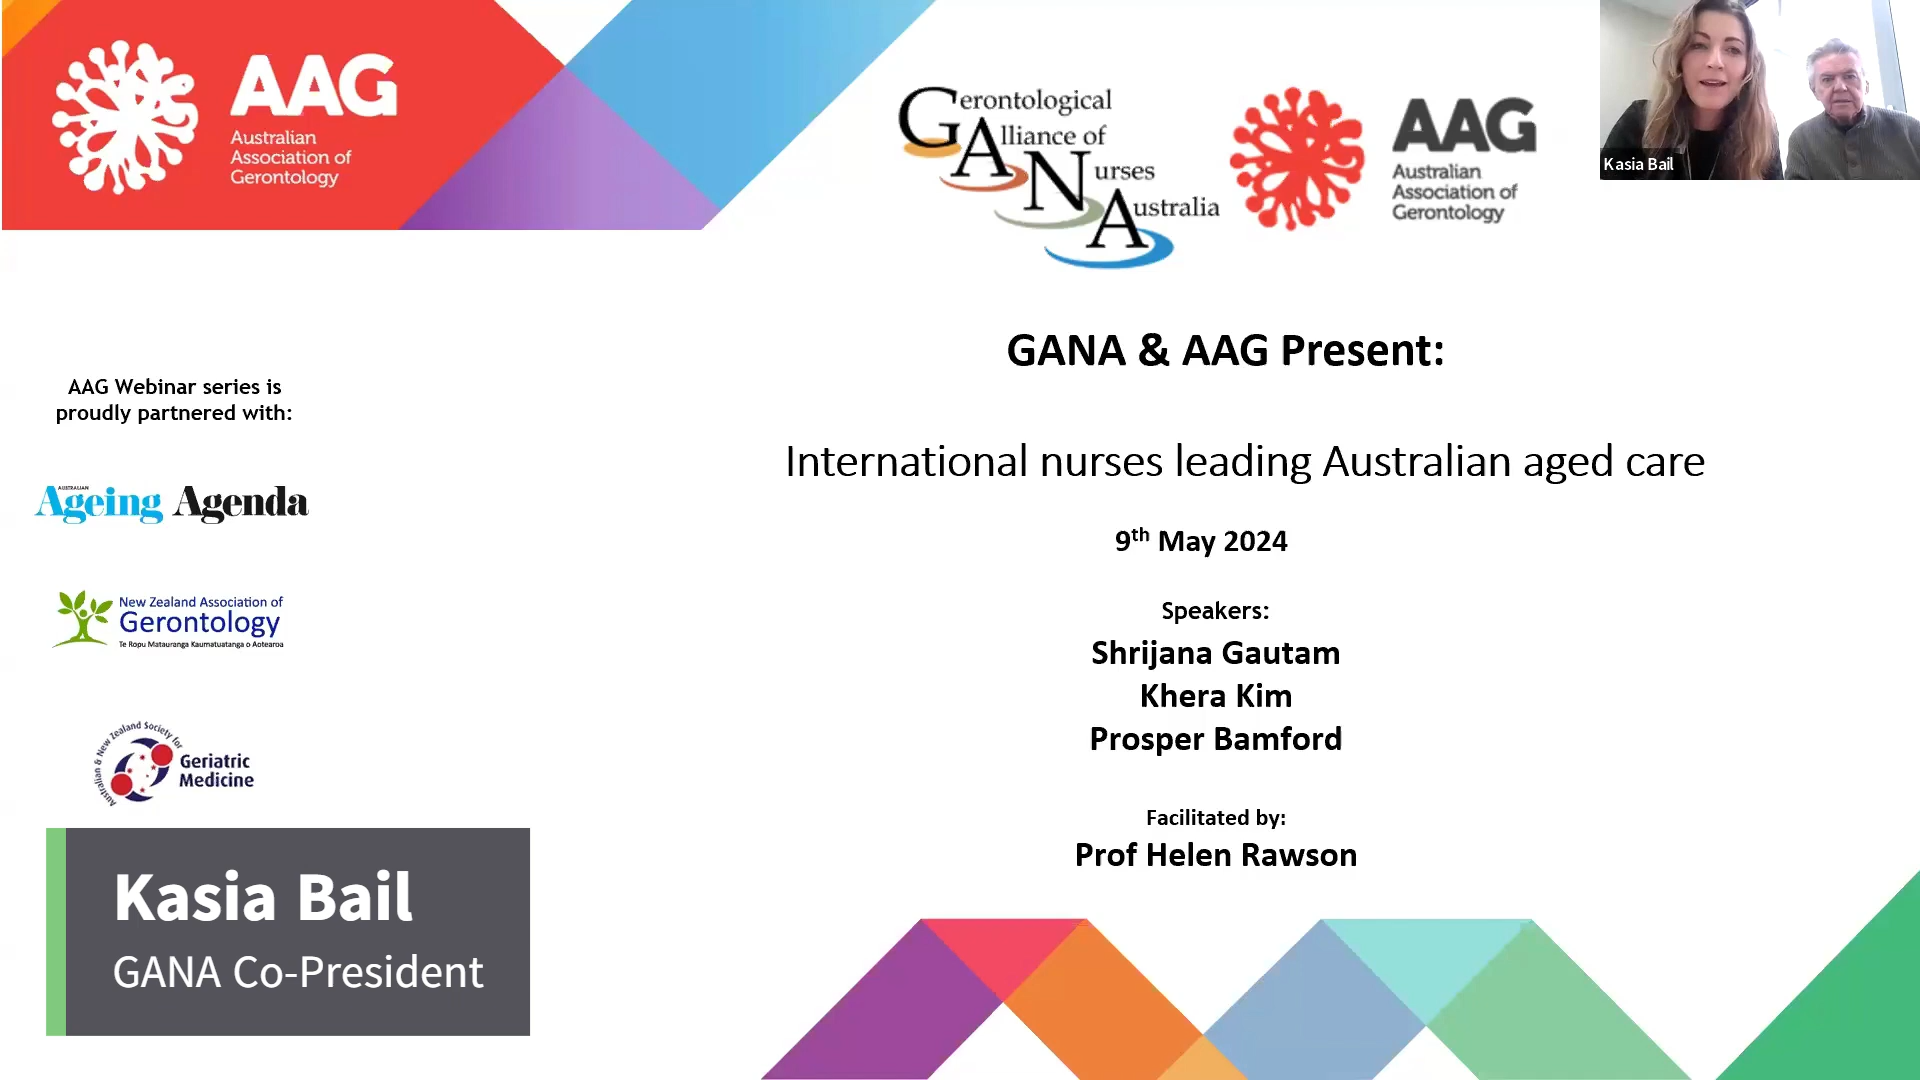 AAG
Australian
Association of
Gerontology
Gerontological
Alliance of
Nurses
Australia
AAG
Australian
Association of
Gerontology
Kasia Bail
GANA & AAG Present:
International nurses leading Australian aged care
9th May 2024
Speakers:
Shrijana Gautam
Khera Kim
Prosper Bamford
Facilitated by:
Prof Helen Rawson
AAG Webinar series is
proudly partnered with:
AUSTRALIAN
Ageing Agenda
New Zealand Association of
Gerontology
Te Ropu Matauranga Kaumatuatanga o Aotearoa
Australian & New Zealand Society for
Geriatric
Medicine
Kasia Bail
GANA Co-President